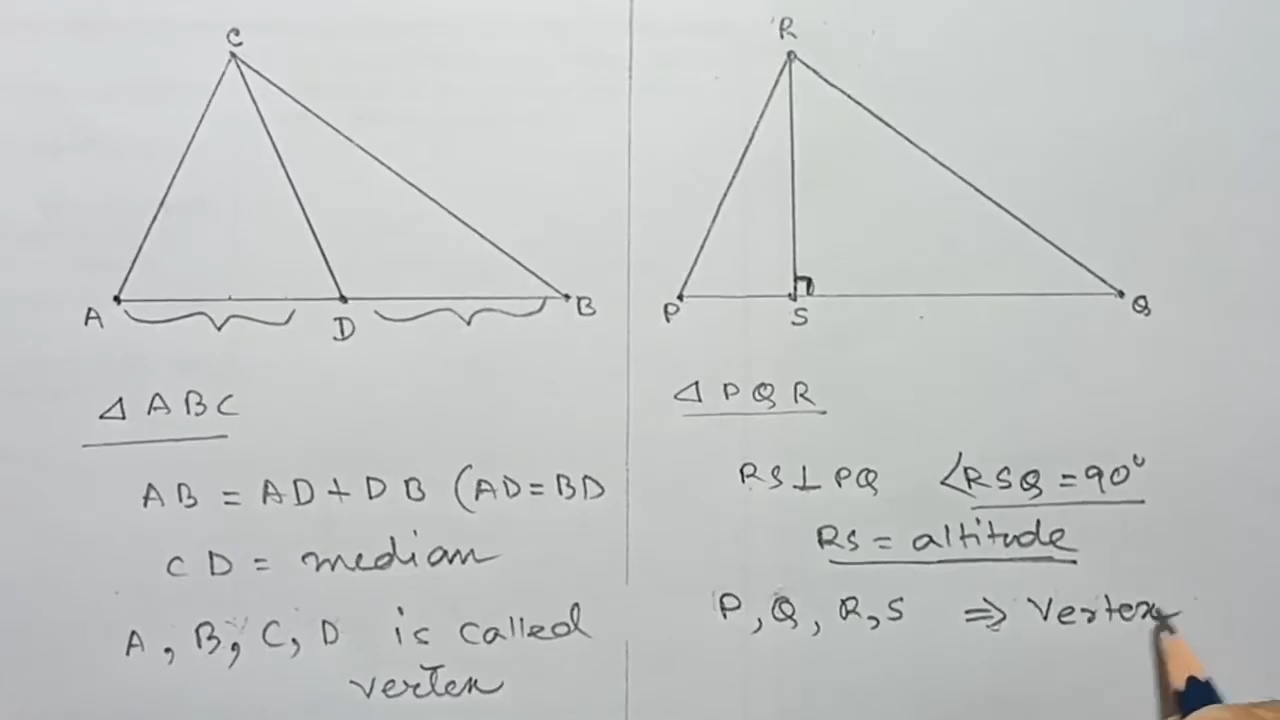 C
A
D
B
△ ABC
AB = AD + DB (AD = BD
CD = median
A, B, C, D is called
vertex
R
P
S
Q
△ PQR
RS ⊥ PQ ∠RSQ = 90°
RS = altitude
P, Q, R, S ⇒ Vertex